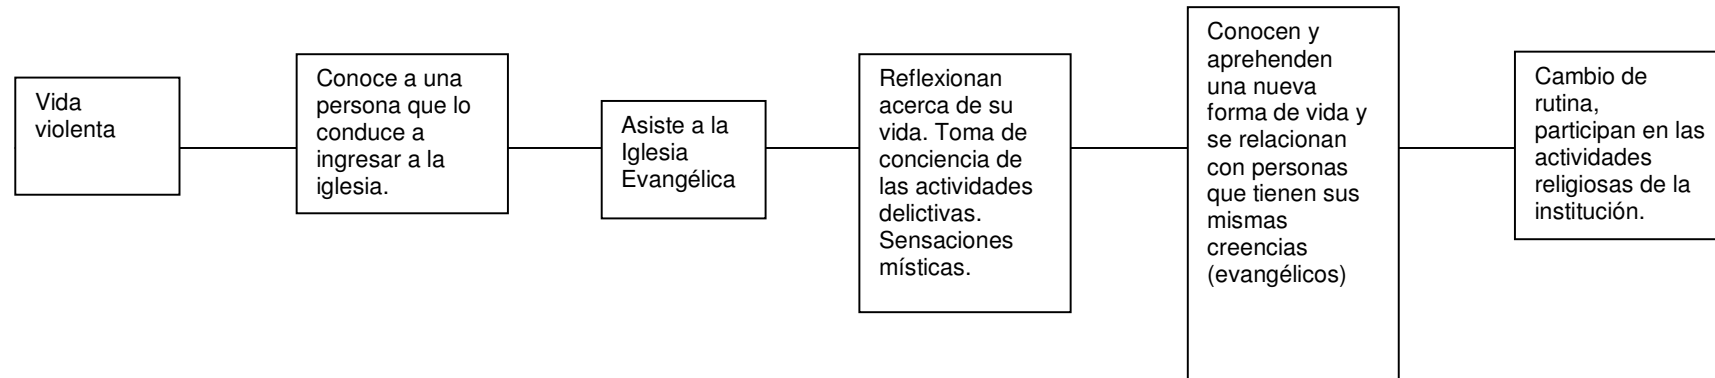 Vida
violenta
Conoce a una
persona que lo
conduce a
ingresar a la
iglesia.
Asiste a la
Iglesia
Evangélica
Reflexionan
acerca de su
vida. Toma de
conciencia de
las actividades
delictivas.
Sensaciones
místicas.
Conocen y
aprehenden
una nueva
forma de vida y
se relacionan
con personas
que tienen sus
mismas
creencias
(evangélicos)
Cambio de
rutina,
participan en las
actividades
religiosas de la
institución.